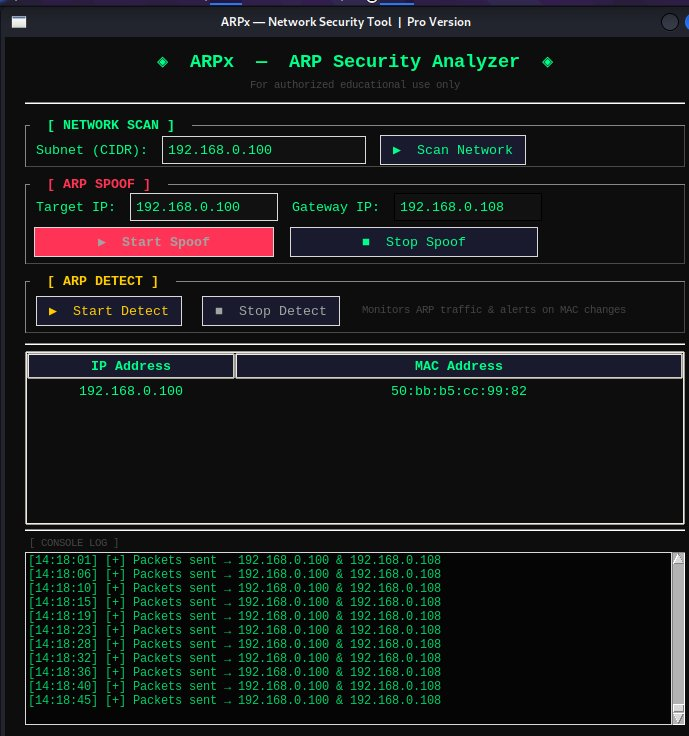 ARPx — Network Security Tool | Pro Version
◈ ARPx — ARP Security Analyzer ◈
For authorized educational use only
[ NETWORK SCAN ]
Subnet (CIDR): 192.168.0.100 ▶ Scan Network
[ ARP SPOOF ]
Target IP: 192.168.0.100 Gateway IP: 192.168.0.108
▶ Start Spoof ■ Stop Spoof
[ ARP DETECT ]
▶ Start Detect ■ Stop Detect Monitors ARP traffic & alerts on MAC changes
IP Address MAC Address
192.168.0.100 50:bb:b5:cc:99:82
[ CONSOLE LOG ]
[14:18:01] [+] Packets sent → 192.168.0.100 & 192.168.0.108
[14:18:06] [+] Packets sent → 192.168.0.100 & 192.168.0.108
[14:18:10] [+] Packets sent → 192.168.0.100 & 192.168.0.108
[14:18:15] [+] Packets sent → 192.168.0.100 & 192.168.0.108
[14:18:19] [+] Packets sent → 192.168.0.100 & 192.168.0.108
[14:18:23] [+] Packets sent → 192.168.0.100 & 192.168.0.108
[14:18:28] [+] Packets sent → 192.168.0.100 & 192.168.0.108
[14:18:32] [+] Packets sent → 192.168.0.100 & 192.168.0.108
[14:18:36] [+] Packets sent → 192.168.0.100 & 192.168.0.108
[14:18:40] [+] Packets sent → 192.168.0.100 & 192.168.0.108
[14:18:45] [+] Packets sent → 192.168.0.100 & 192.168.0.108